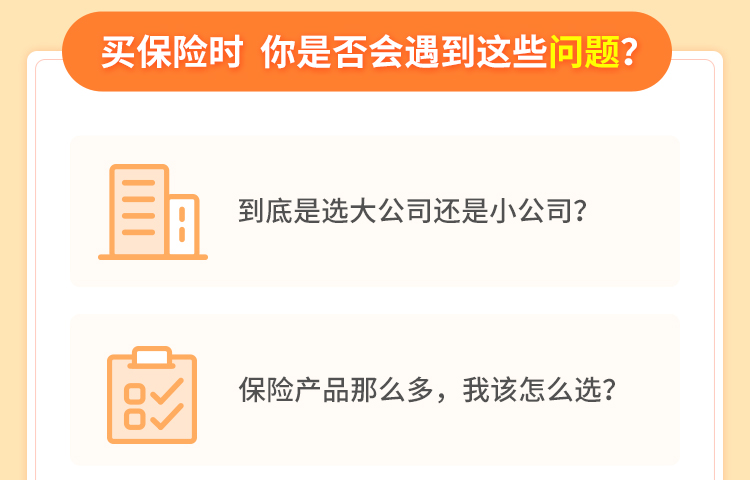 买保险时 你是否会遇到这些问题？
到底是选大公司还是小公司？
保险产品那么多，我该怎么选？